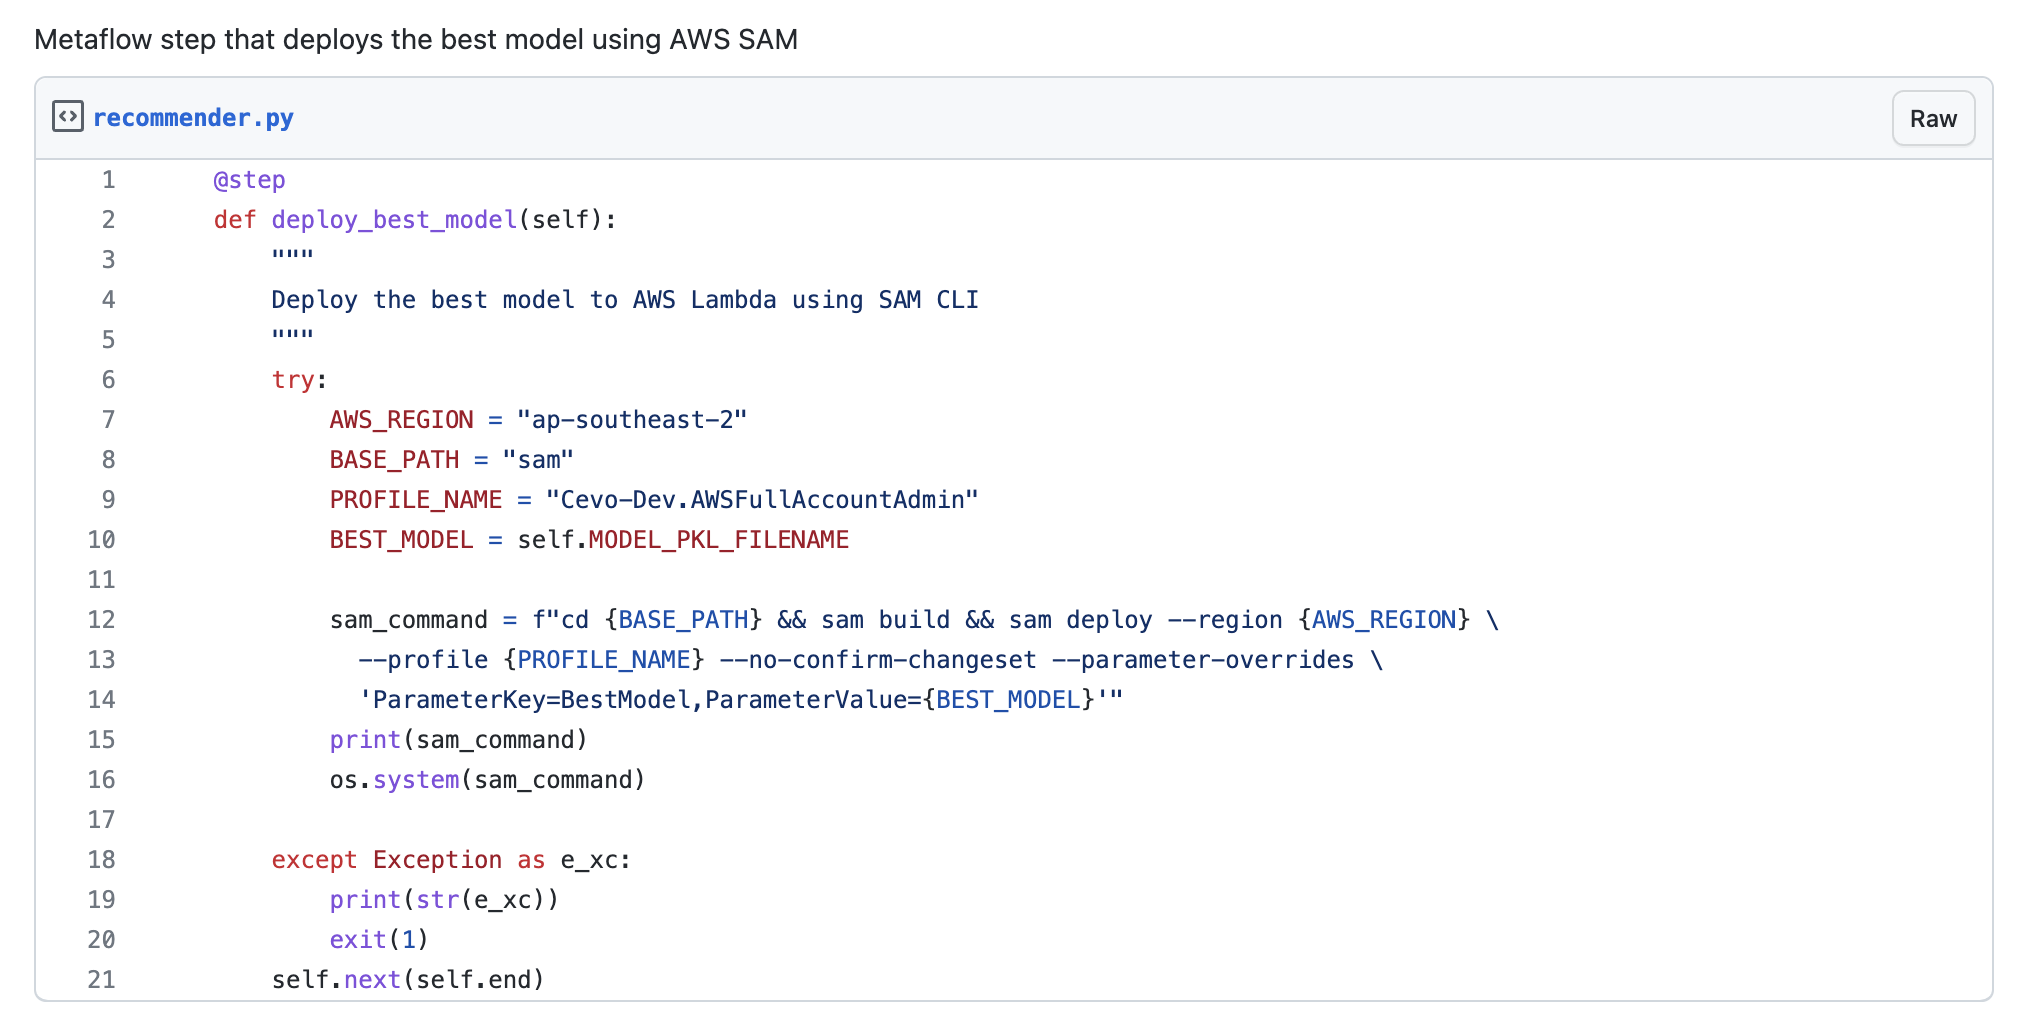 Metaflow step that deploys the best model using AWS SAM
recommender.py
Raw
1 @step
2 def deploy_best_model(self):
3 """
4 Deploy the best model to AWS Lambda using SAM CLI
5 """
6 try:
7 AWS_REGION = "ap-southeast-2"
8 BASE_PATH = "sam"
9 PROFILE_NAME = "Cevo-Dev.AWSFullAccountAdmin"
10 BEST_MODEL = self.MODEL_PKL_FILENAME
11
12 sam_command = f"cd {BASE_PATH} && sam build && sam deploy --region {AWS_REGION} \
13 --profile {PROFILE_NAME} --no-confirm-changeset --parameter-overrides \
14 'ParameterKey=BestModel,ParameterValue={BEST_MODEL}'"
15 print(sam_command)
16 os.system(sam_command)
17
18 except Exception as e_xc:
19 print(str(e_xc))
20 exit(1)
21 self.next(self.end)